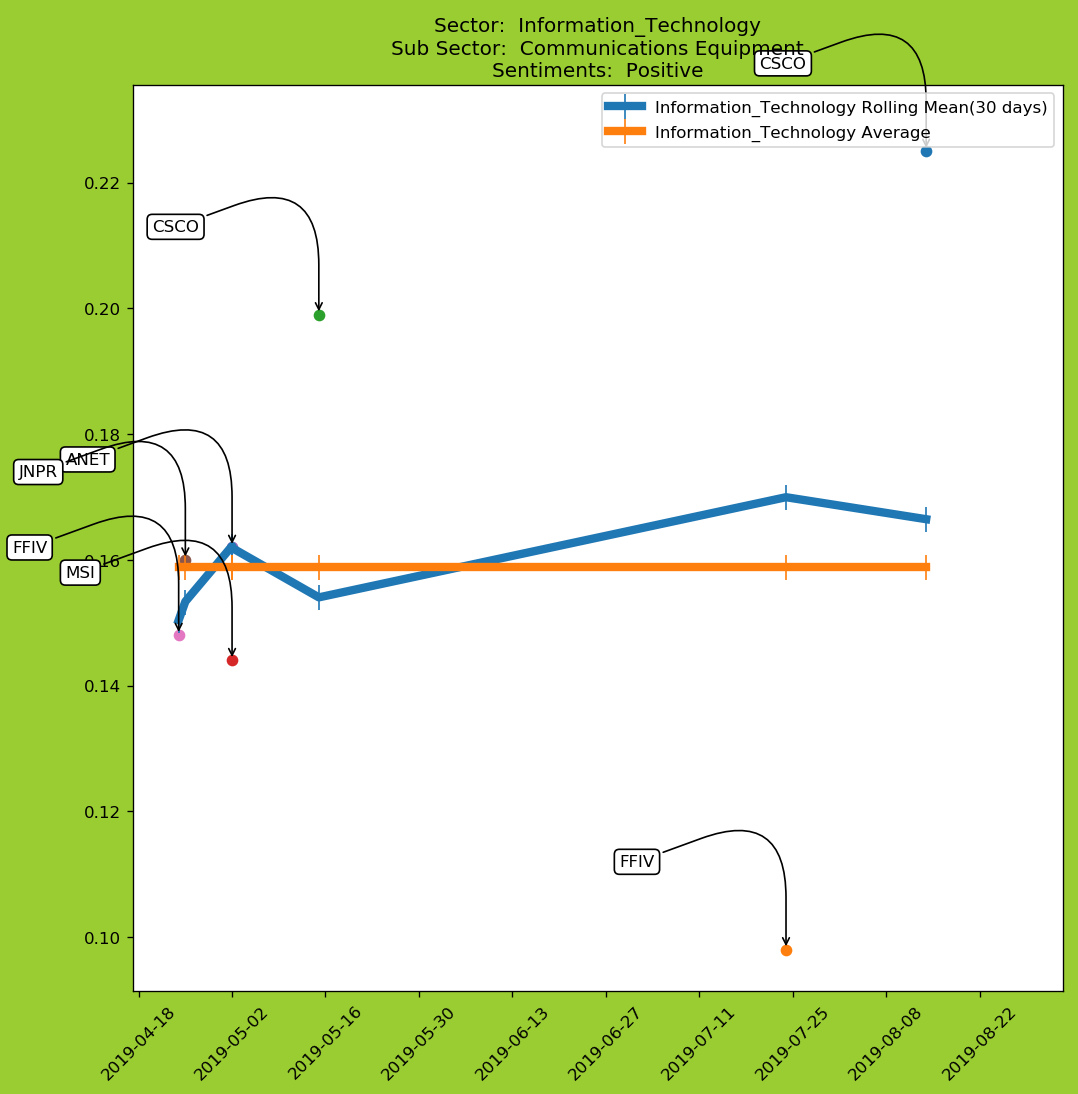 Sector:  Information_Technology
Sub Sector:  Communications Equipment
Sentiments:  Positive
CSCO
Information_Technology Rolling Mean(30 days)
Information_Technology Average
0.22
CSCO
0.20
0.18
ANET
JNPR
FFIV
0.16
MSI
0.14
0.12
FFIV
0.10
2019-04-18
2019-05-02
2019-05-16
2019-05-30
2019-06-13
2019-06-27
2019-07-11
2019-07-25
2019-08-08
2019-08-22